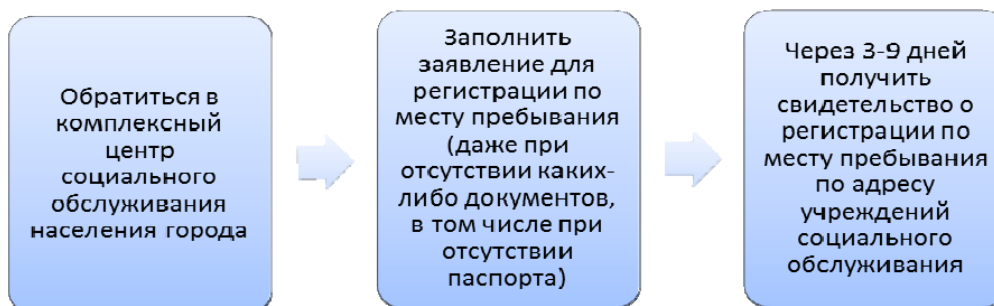 Обратиться в
комплексный
центр
социального
обслуживания
населения города
Заполнить
заявление для
регистрации по
месту пребывания
(даже при
отсутствии каких-
либо документов,
в том числе при
отсутствии
паспорта)
Через 3-9 дней
получить
свидетельство о
регистрации по
месту пребывания
по адресу
учреждений
социального
обслуживания